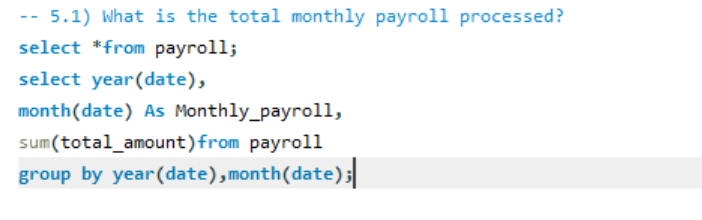 -- 5.1) What is the total monthly payroll processed?
select *from payroll;
select year(date),
month(date) As Monthly_payroll,
sum(total_amount)from payroll
group by year(date),month(date);